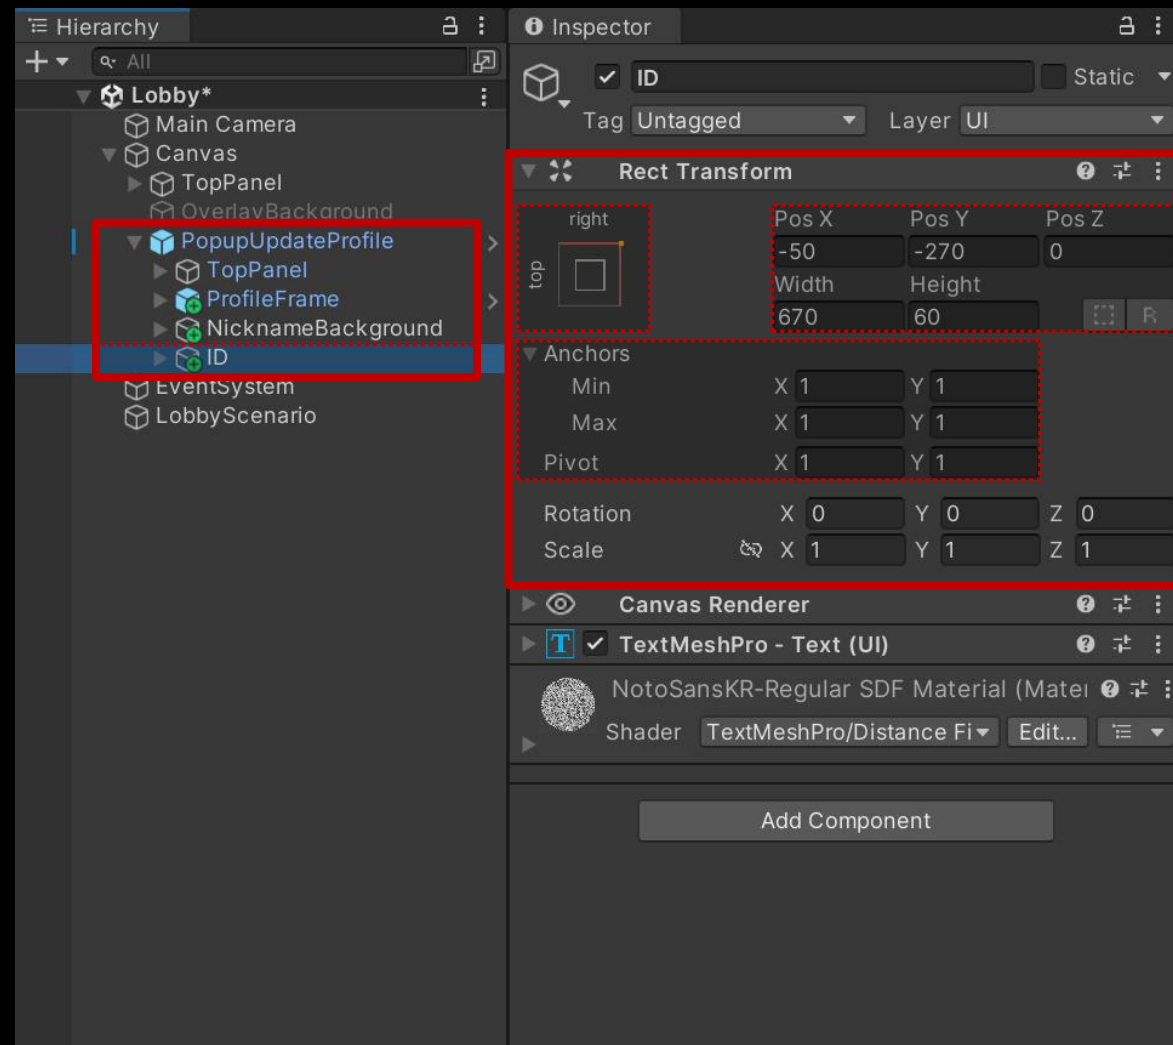 Hierarchy
All
Lobby*
Main Camera
Canvas
TopPanel
OverlayBackground
PopupUpdateProfile
TopPanel
ProfileFrame
NicknameBackground
ID
EventSystem
LobbyScenario
Inspector
ID
Static
Tag Untagged Layer UI
Rect Transform
right
top
Pos X Pos Y Pos Z
-50 -270 0
Width Height
670 60 R
Anchors
Min X 1 Y 1
Max X 1 Y 1
Pivot X 1 Y 1
Rotation X 0 Y 0 Z 0
Scale X 1 Y 1 Z 1
Canvas Renderer
T TextMeshPro - Text (UI)
NotoSansKR-Regular SDF Material (Mate
Shader TextMeshPro/Distance Fi Edit...
Add Component